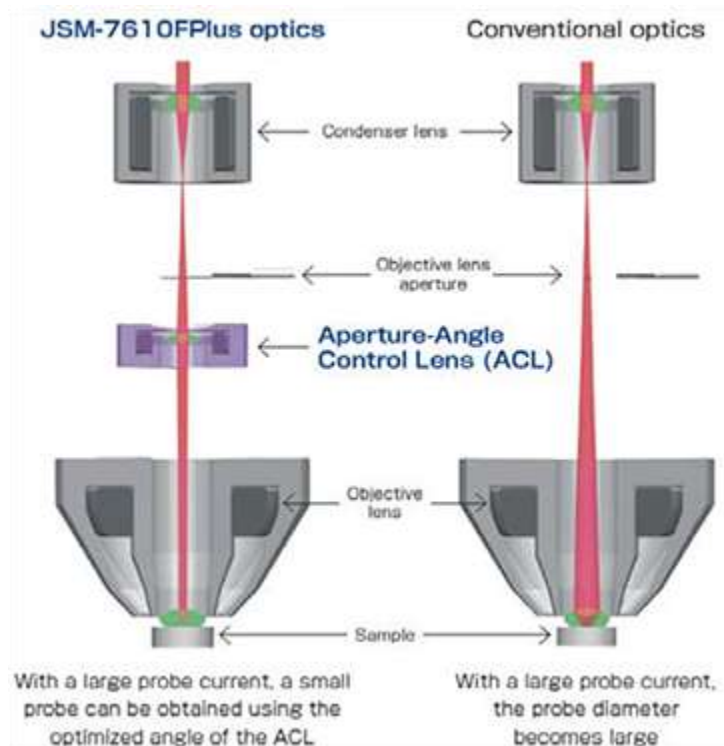 JSM-7610FPlus optics
Conventional optics
Condenser lens
Objective lens
aperture
Aperture-Angle
Control Lens (ACL)
Objective
lens
Sample
With a large probe current, a small
probe can be obtained using the
optimized angle of the ACL
With a large probe current,
the probe diameter
becomes large